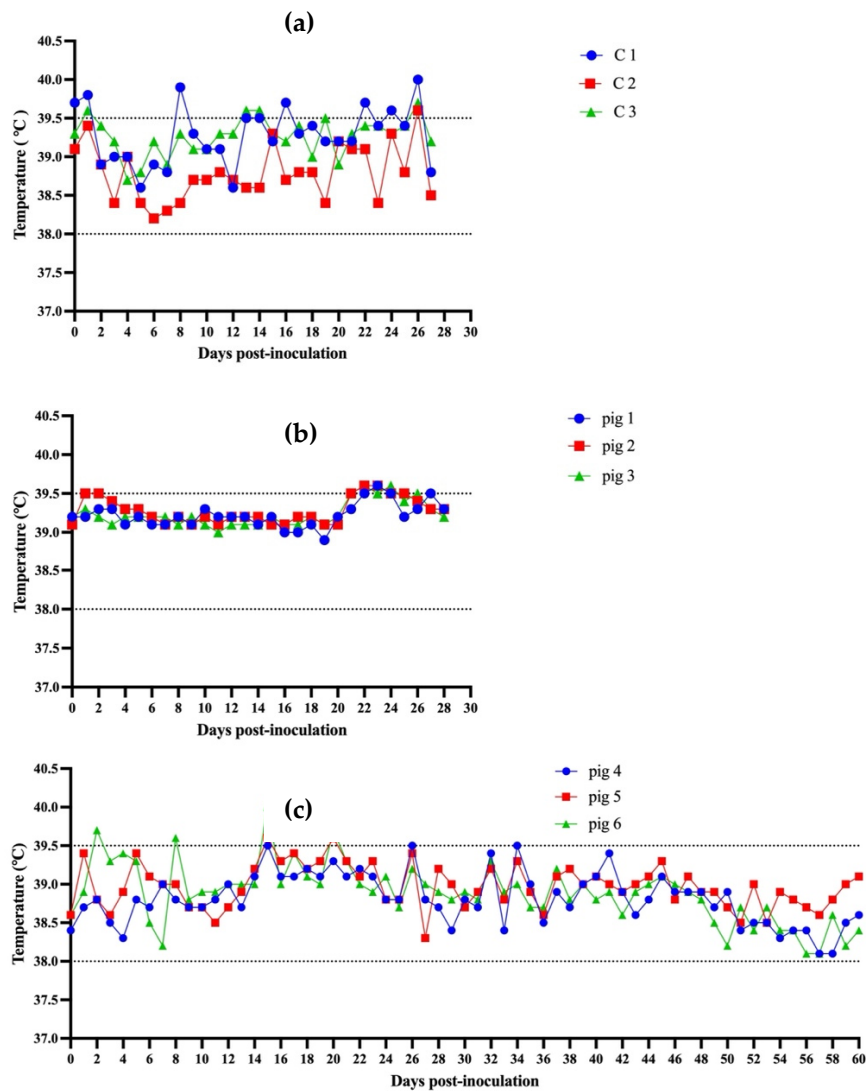 (a)
C 1
C 2
C 3
40.5
40.0
39.5
39.0
38.5
38.0
37.5
37.0
Temperature ( °C)
0 2 4 6 8 10 12 14 16 18 20 22 24 26 28 30
Days post-inoculation
(b)
pig 1
pig 2
pig 3
40.5
40.0
39.5
39.0
38.5
38.0
37.5
37.0
Temperature (°C)
0 2 4 6 8 10 12 14 16 18 20 22 24 26 28 30
Days post-inoculation
(c)
pig 4
pig 5
pig 6
40.5
40.0
39.5
39.0
38.5
38.0
37.5
37.0
Temperature (°C)
0 2 4 6 8 10 12 14 16 18 20 22 24 26 28 30 32 34 36 38 40 42 44 46 48 50 52 54 56 58 60
Days post-inoculation